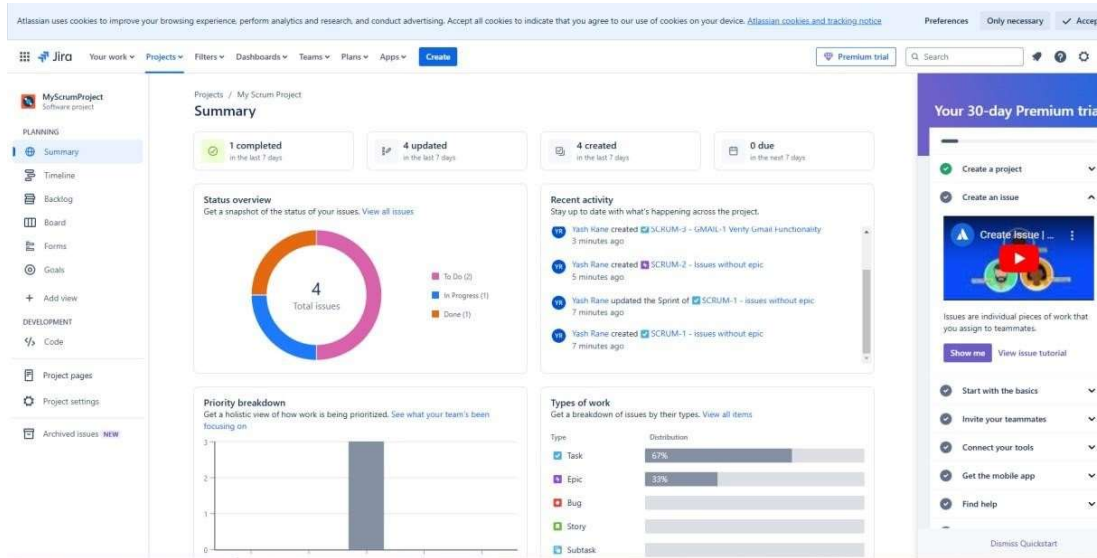 Atlassian uses cookies to improve your browsing experience, perform analytics and research, and conduct advertising. Accept all cookies to indicate that you agree to our use of cookies on your device. Atlassian cookies and tracking notice
Preferences
Only necessary
Accep
Jira
Your work
Projects
Filters
Dashboards
Teams
Plans
Apps
Create
Premium trial
Search
MyScrumProject
Software project
PLANNING
Summary
Timeline
Backlog
Board
Forms
Goals
Add view
DEVELOPMENT
Code
Project pages
Project settings
Archived issues NEW
Projects / My Scrum Project
Summary
1 completed
in the last 7 days
4 updated
in the last 7 days
4 created
in the last 7 days
0 due
in the next 7 days
Status overview
Get a snapshot of the status of your issues. View all issues
4
Total issues
To Do (2)
In Progress (1)
Done (1)
Recent activity
Stay up to date with what's happening across the project.
YR Yash Rane created SCRUM-3 - GMAIL-1 Verify Gmail Functionality
3 minutes ago
YR Yash Rane created SCRUM-2 - Issues without epic
5 minutes ago
YR Yash Rane updated the Sprint of SCRUM-1 - issues without epic
7 minutes ago
YR Yash Rane created SCRUM-1 - issues without epic
7 minutes ago
Priority breakdown
Get a holistic view of how work is being prioritized. See what your team's been
focusing on
3
2
1
0
Types of work
Get a breakdown of issues by their types. View all items
Type
Distribution
Task
67%
Epic
33%
Bug
Story
Subtask
Your 30-day Premium tria
Create a project
Create an issue
Create Issue | ...
Issues are individual pieces of work that
you assign to teammates.
Show me
View issue tutorial
Start with the basics
Invite your teammates
Connect your tools
Get the mobile app
Find help
Dismiss Quickstart